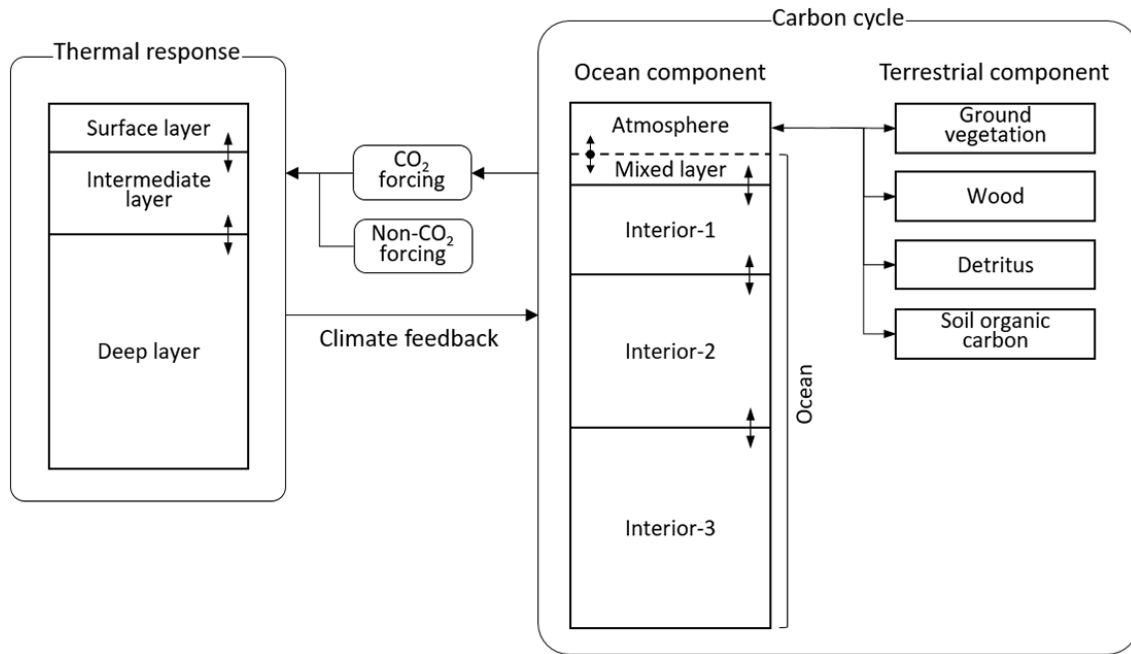 Carbon cycle
Thermal response
Ocean component
Terrestrial component
Surface layer
Intermediate
layer
Deep layer
CO₂
forcing
Non-CO₂
forcing
Climate feedback
Atmosphere
Mixed layer
Interior-1
Interior-2
Interior-3
Ocean
Ground
vegetation
Wood
Detritus
Soil organic
carbon